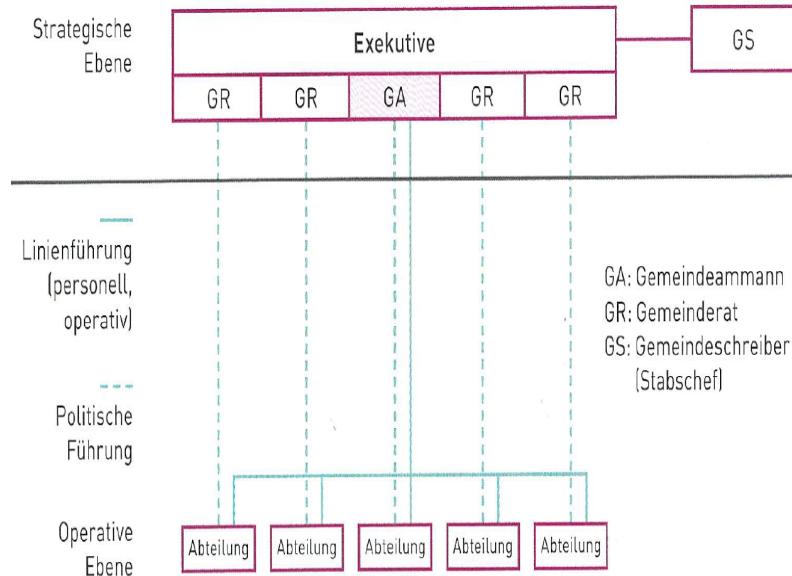 Strategische
Ebene
Exekutive
GS
GR
GR
GA
GR
GR
Linienführung
(personell,
operativ)
GA: Gemeindeammann
GR: Gemeinderat
GS: Gemeindeschreiber
(Stabschef)
Politische
Führung
Operative
Ebene
Abteilung
Abteilung
Abteilung
Abteilung
Abteilung